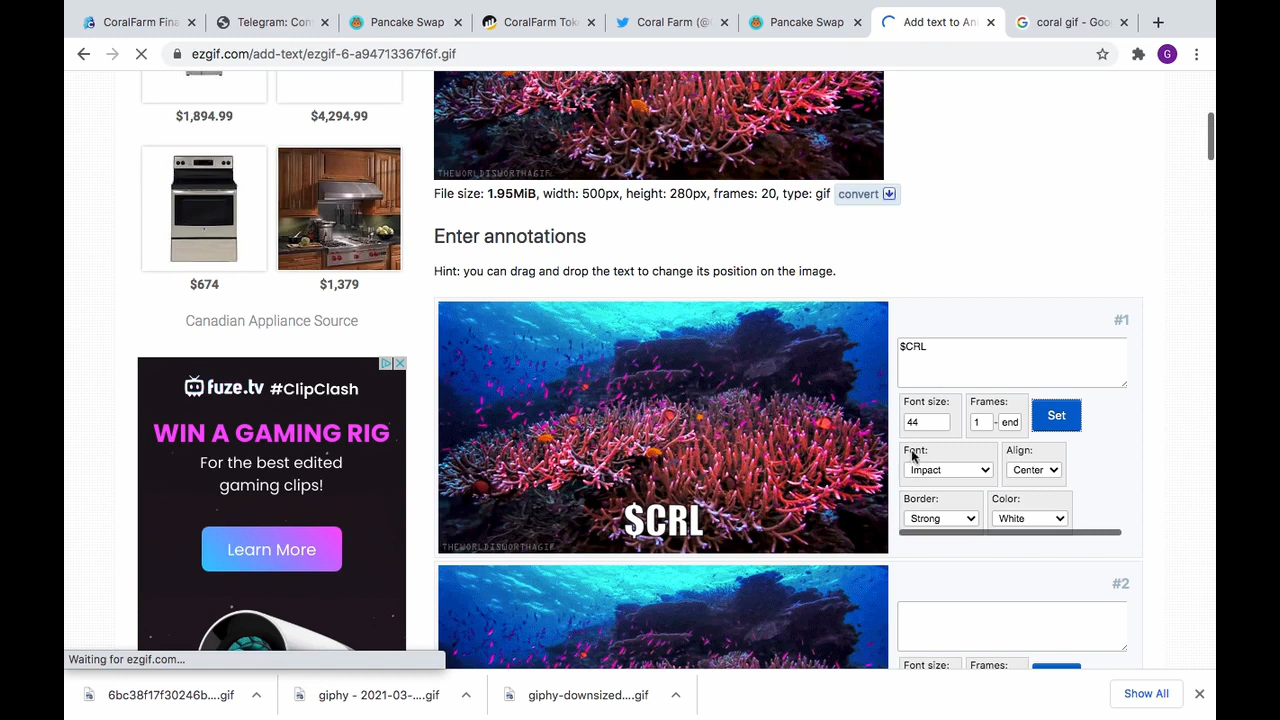 CoralFarm Fina
Telegram: Con
Pancake Swap
CoralFarm Tok
Coral Farm (@
Pancake Swap
Add text to An
coral gif - Goo
ezgif.com/add-text/ezgif-6-a94713367f6f.gif
G
$1,894.99
$4,294.99
THEWORLDISWORTHAGIF
File size: 1.95MiB, width: 500px, height: 280px, frames: 20, type: gif
convert
Enter annotations
$674
$1,379
Hint: you can drag and drop the text to change its position on the image.
Canadian Appliance Source
#1
$CRL
fuze.tv #ClipClash
WIN A GAMING RIG
For the best edited
gaming clips!
Learn More
Font size:
Frames:
44
1 - end
Set
Font:
Align:
Impact
Center
Border:
Color:
Strong
White
$CRL
THEWORLDISWORTHAGIF
#2
Font size:
Frames:
Waiting for ezgif.com...
6bc38f17f30246b....gif
giphy - 2021-03-....gif
giphy-downsized....gif
Show All